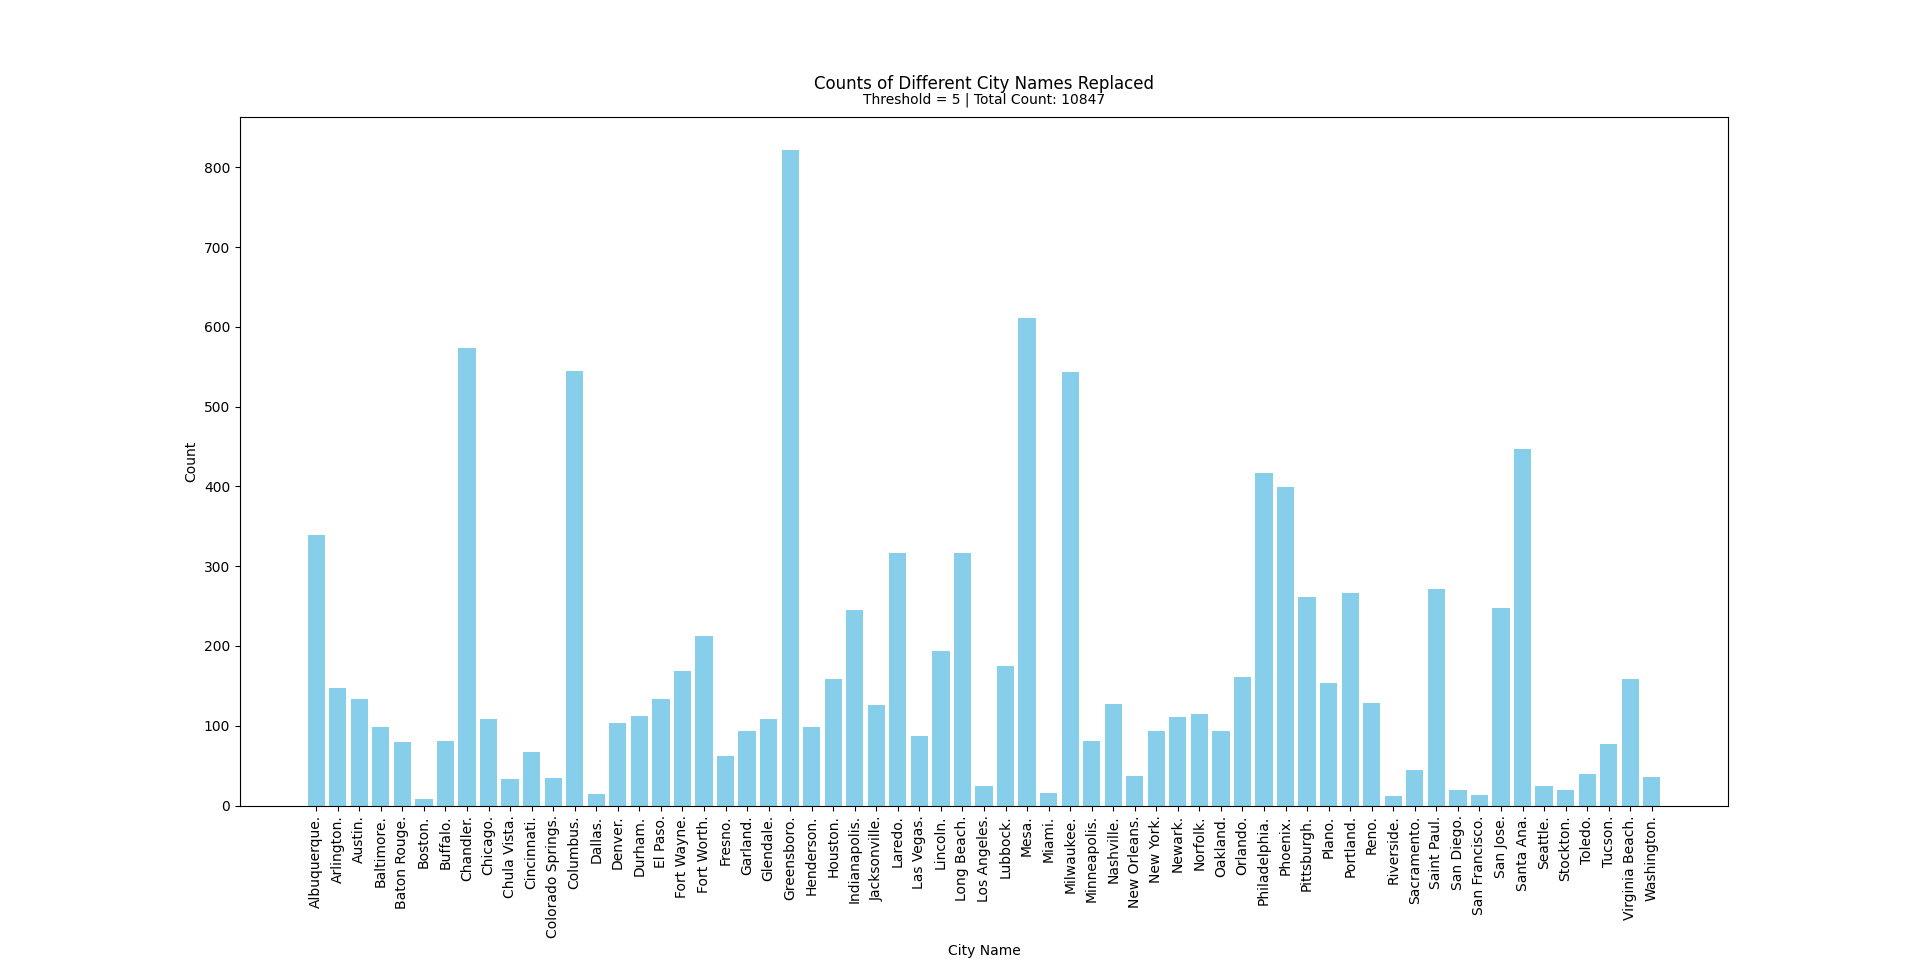 Counts of Different City Names Replaced
Threshold = 5 | Total Count: 10847
800
700
600
500
400
300
200
100
0
Count
Albuquerque.
Arlington.
Austin.
Baltimore.
Baton Rouge.
Boston.
Buffalo.
Chandler.
Chicago.
Chula Vista.
Cincinnati.
Colorado Springs.
Columbus.
Dallas.
Denver.
Durham.
El Paso.
Fort Wayne.
Fort Worth.
Fresno.
Garland.
Glendale.
Greensboro.
Henderson.
Houston.
Indianapolis.
Jacksonville.
Laredo.
Las Vegas.
Lincoln.
Long Beach.
Los Angeles.
Lubbock.
Mesa.
Miami.
Milwaukee.
Minneapolis.
Nashville.
New Orleans.
New York.
Newark.
Norfolk.
Oakland.
Orlando.
Philadelphia.
Phoenix.
Pittsburgh.
Plano.
Portland.
Reno.
Riverside.
Sacramento.
Saint Paul.
San Diego.
San Francisco.
San Jose.
Santa Ana.
Seattle.
Stockton.
Toledo.
Tucson.
Virginia Beach.
Washington.
City Name